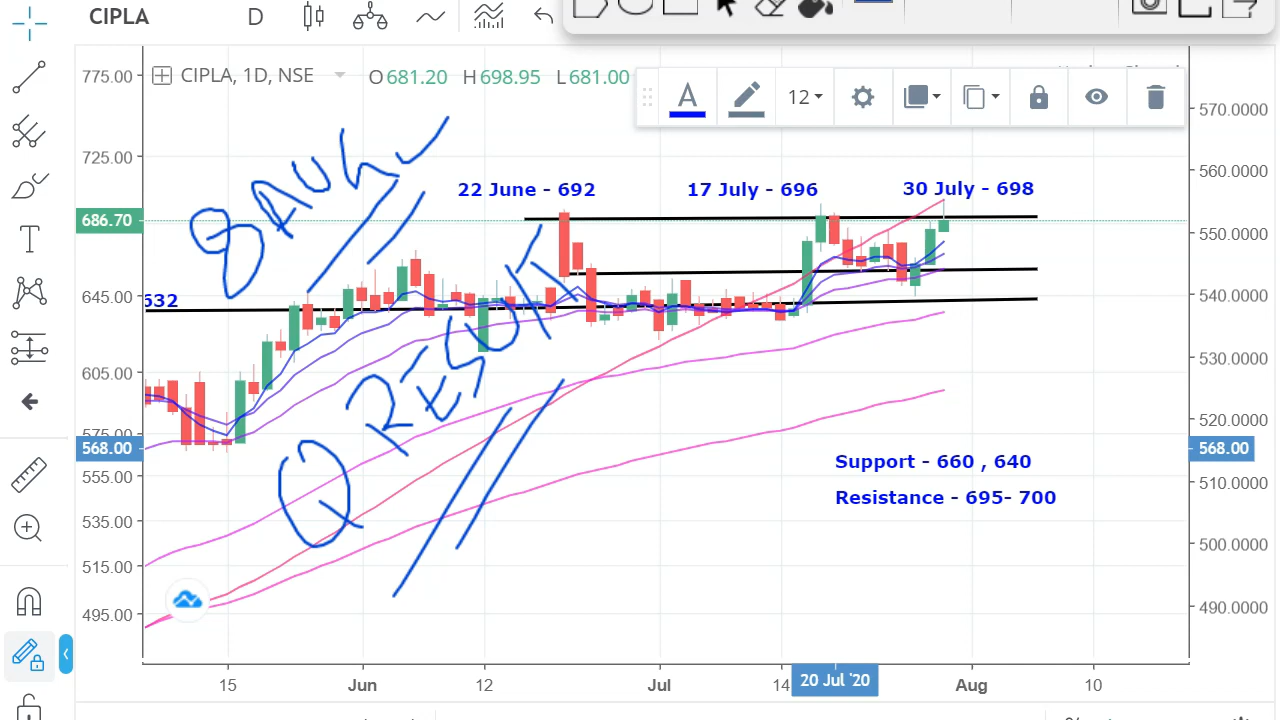 CIPLA D
CIPLA, 1D, NSE O681.20 H698.95 L681.00
12
775.00
725.00
686.70
645.00
605.00
575.00
568.00
555.00
535.00
515.00
495.00
22 June - 692
17 July - 696
30 July - 698
632
Q RESULT
Support - 660 , 640
Resistance - 695- 700
570.0000
560.0000
550.0000
540.0000
530.0000
520.0000
568.00
510.0000
500.0000
490.0000
15 Jun 12 Jul 14 20 Jul '20 Aug 10